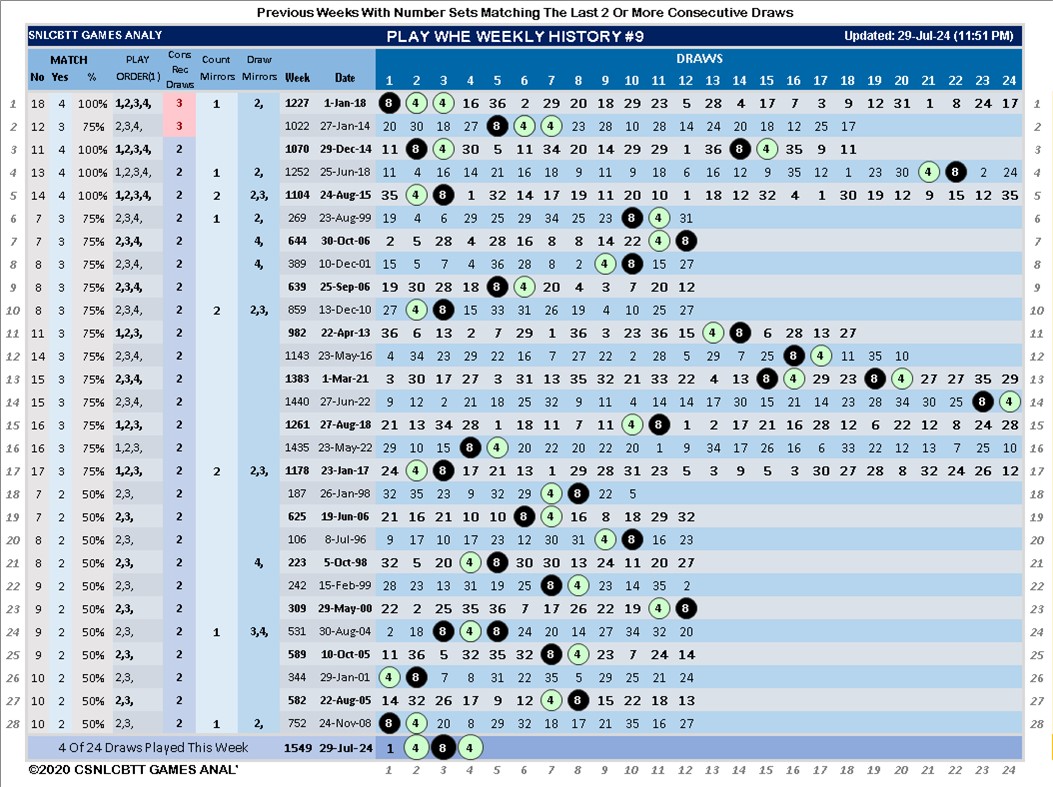 Previous Weeks With Number Sets Matching The Last 2 Or More Consecutive Draws
SNLCBTT GAMES ANALY PLAY WHE WEEKLY HISTORY #9 Updated: 29-Jul-24 (11:51 PM)
MATCH PLAY Cons Rec Draws Count Draw DRAWS
No Yes % ORDER(1) Mirrors Mirrors Week Date 1 2 3 4 5 6 7 8 9 10 11 12 13 14 15 16 17 18 19 20 21 22 23 24
1 18 4 100% 1,2,3,4, 3 1 2, 1227 1-Jan-18 8 4 4 16 36 2 29 20 18 29 23 5 28 4 17 7 3 9 12 31 1 8 24 17 1
2 12 3 75% 2,3,4, 3 1022 27-Jan-14 20 30 18 27 8 4 4 23 28 10 28 14 24 20 18 12 25 17 2
3 11 4 100% 1,2,3,4, 2 1070 29-Dec-14 11 8 4 30 5 11 34 20 14 29 29 1 36 8 4 35 9 11 3
4 13 4 100% 1,2,3,4, 2 1 2, 1252 25-Jun-18 11 4 16 14 21 16 18 9 11 9 18 12 6 16 12 9 35 12 1 23 30 4 8 2 24 4
5 14 4 100% 1,2,3,4, 2 2 2,3, 1104 24-Aug-15 35 4 8 1 32 14 17 19 11 20 10 1 18 12 32 4 1 30 19 12 9 15 12 35 5
6 7 3 75% 2,3,4, 2 1 2, 269 23-Aug-99 19 4 6 29 25 29 34 25 23 8 4 31 6
7 7 3 75% 2,3,4, 2 4, 644 30-Oct-06 2 5 28 4 28 16 8 8 14 22 4 8 7
8 8 3 75% 2,3,4, 2 4, 389 10-Dec-01 15 5 7 4 36 28 8 2 4 8 15 27 8
9 8 3 75% 2,3,4, 2 639 25-Sep-06 19 30 28 18 8 4 20 4 3 7 20 12 9
10 8 3 75% 2,3,4, 2 2 2,3, 859 13-Dec-10 27 4 8 15 33 31 26 19 4 10 25 27 10
11 11 3 75% 1,2,3, 2 982 22-Apr-13 36 6 13 2 7 29 1 36 3 23 36 15 4 8 6 28 13 27 11
12 14 3 75% 2,3,4, 2 1143 23-May-16 4 34 23 29 22 16 7 27 22 2 28 5 29 7 25 8 4 11 35 10 12
13 15 3 75% 2,3,4, 2 1383 1-Mar-21 3 30 17 27 3 31 13 35 32 21 33 22 4 13 8 4 29 23 8 4 27 27 35 29 13
14 15 3 75% 2,3,4, 2 1440 27-Jun-22 9 12 2 21 18 25 32 9 11 4 14 14 17 30 15 21 14 23 28 34 30 25 8 4 14
15 16 3 75% 1,2,3, 2 1261 27-Aug-18 21 13 34 28 1 18 11 7 11 4 8 1 2 17 21 16 28 12 6 22 12 8 24 28 15
16 16 3 75% 1,2,3, 2 1435 23-May-22 29 10 15 8 4 20 22 20 22 20 1 9 34 17 26 16 6 33 22 12 13 7 25 10 16
17 17 3 75% 1,2,3, 2 2 2,3, 1178 23-Jan-17 24 4 8 17 21 13 1 29 28 31 23 5 3 9 5 3 30 27 28 8 32 24 26 12 17
18 7 2 50% 2,3, 2 187 26-Jan-98 32 35 23 9 32 29 4 8 22 5 18
19 7 2 50% 2,3, 2 625 19-Jun-06 21 16 21 10 10 8 4 16 8 18 29 32 19
20 8 2 50% 2,3, 2 106 8-Jul-96 9 17 10 17 23 12 30 31 4 8 16 23 20
21 8 2 50% 2,3, 2 4, 223 5-Oct-98 32 5 20 4 8 30 30 13 24 11 20 27 21
22 9 2 50% 2,3, 2 242 15-Feb-99 28 23 13 31 19 25 8 4 23 14 35 2 22
23 9 2 50% 2,3, 2 309 29-May-00 22 2 25 35 36 7 17 26 22 19 4 8 23
24 9 2 50% 2,3, 2 1 3,4, 531 30-Aug-04 2 18 8 4 8 24 20 14 27 34 32 20 24
25 9 2 50% 2,3, 2 589 10-Oct-05 11 36 5 32 35 32 8 4 23 7 24 14 25
26 10 2 50% 2,3, 2 344 29-Jan-01 4 8 7 8 31 22 35 5 29 25 21 24 26
27 10 2 50% 2,3, 2 582 22-Aug-05 14 32 26 17 9 12 4 8 15 22 18 13 27
28 10 2 50% 2,3, 2 1 2, 752 24-Nov-08 8 4 20 8 29 32 18 17 21 35 16 27 28
4 Of 24 Draws Played This Week 1549 29-Jul-24 1 4 8 4
©2020 CSNLCBTT GAMES ANAL' 1 2 3 4 5 6 7 8 9 10 11 12 13 14 15 16 17 18 19 20 21 22 23 24